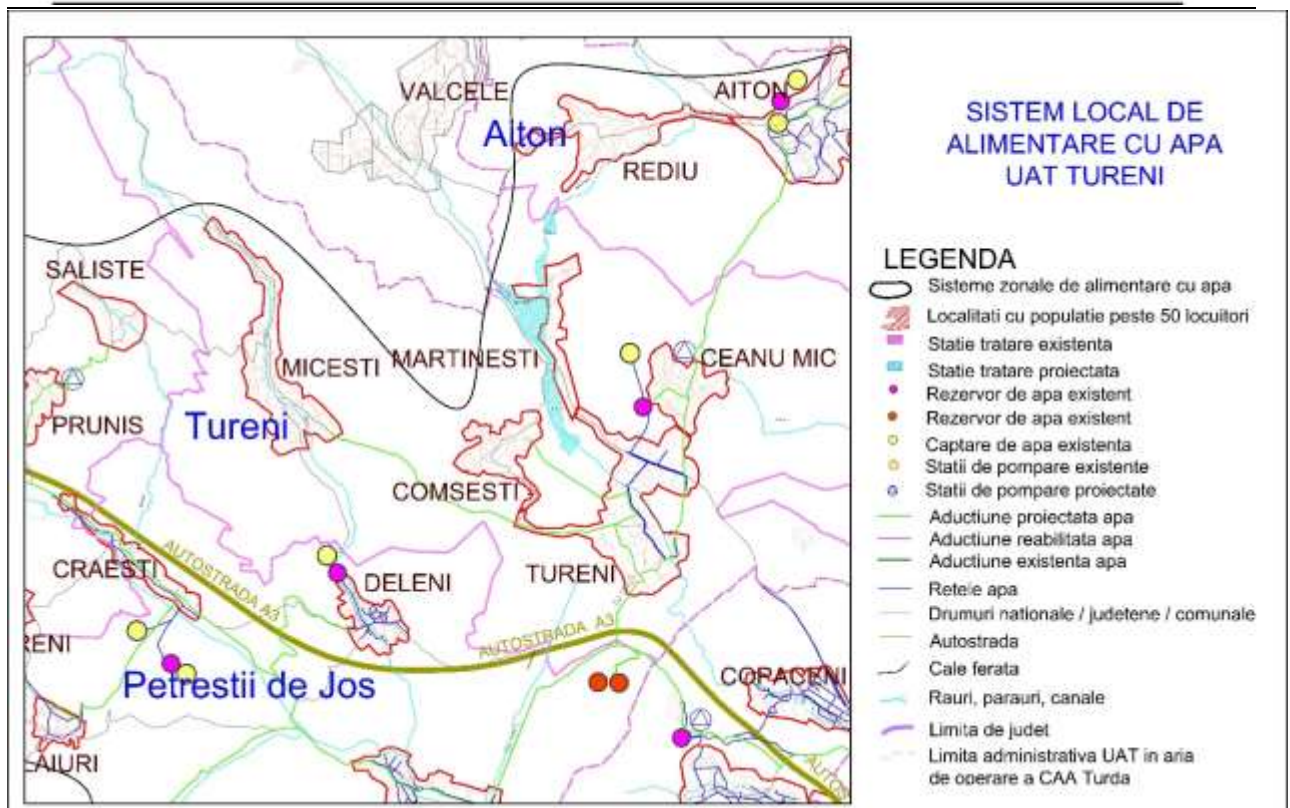 VALCELE
AITON
Aiton
REDIU
SALISTE
MICESTI
MARTINESTI
CEANU MIC
PRUNIS
Tureni
COMSESTI
CRAESTI
AUTOSTRADA A3
DELENI
TURENI
AUTOSTRADA A3
RENI
Petrestii de Jos
COPACENI
LAIURI
AUTOS
SISTEM LOCAL DE
ALIMENTARE CU APA
UAT TURENI
LEGENDA
Sisteme zonale de alimentare cu apa
Localitati cu populatie peste 50 locuitori
Statie tratare existenta
Statie tratare proiectata
Rezervor de apa existent
Rezervor de apa existent
Captare de apa existenta
Statii de pompare existente
Statii de pompare proiectate
Aductiune proiectata apa
Aductiune reabilitata apa
Aductiune existenta apa
Retele apa
Drumuri nationale / judetene / comunale
Autostrada
Cale ferata
Rauri, parauri, canale
Limita de judet
Limita administrativa UAT in aria
de operare a CAA Turda